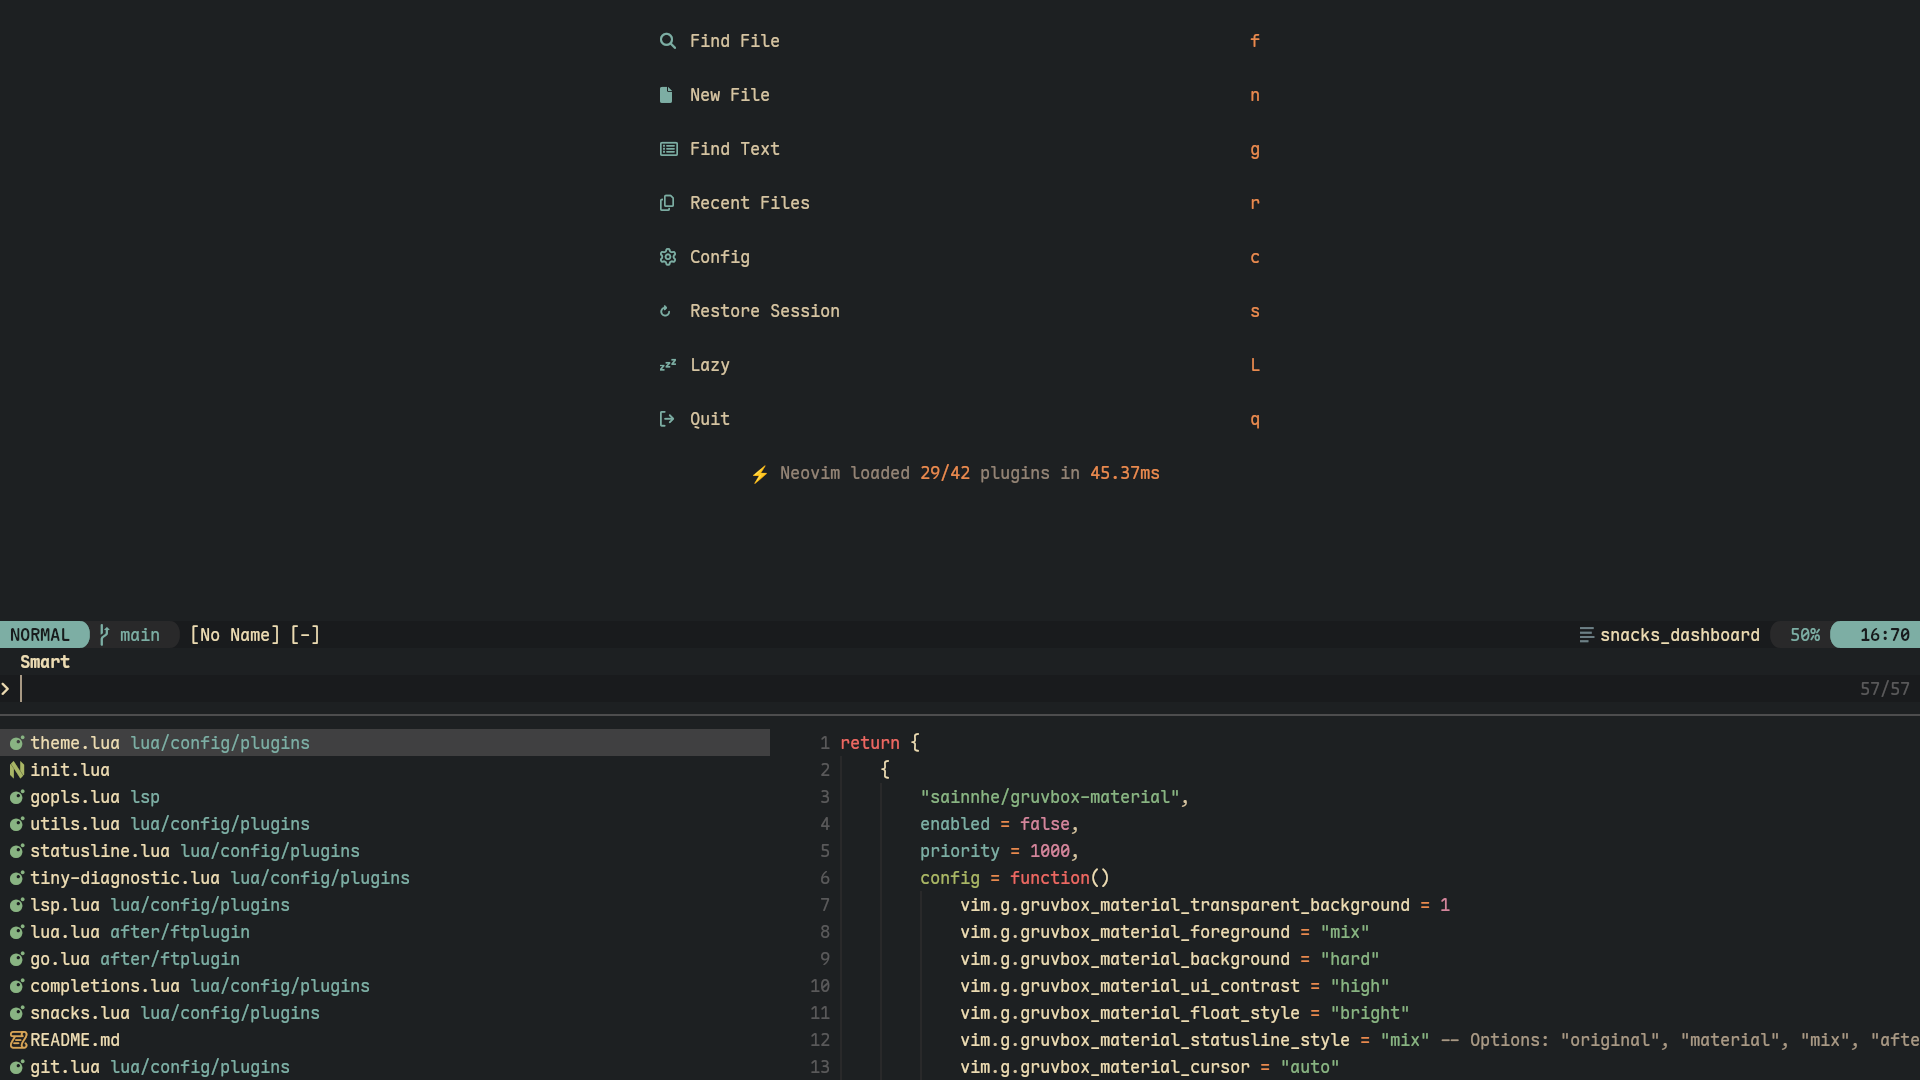 Find File f
New File n
Find Text g
Recent Files r
Config c
Restore Session s
Lazy L
Quit q
⚡ Neovim loaded 29/42 plugins in 45.37ms
NORMAL main [No Name] [-] snacks_dashboard 50% 16:70
Smart
> 57/57
theme.lua lua/config/plugins
init.lua
gopls.lua lsp
utils.lua lua/config/plugins
statusline.lua lua/config/plugins
tiny-diagnostic.lua lua/config/plugins
lsp.lua lua/config/plugins
lua.lua after/ftplugin
go.lua after/ftplugin
completions.lua lua/config/plugins
snacks.lua lua/config/plugins
README.md
git.lua lua/config/plugins
1 return {
2 {
3 "sainnhe/gruvbox-material",
4 enabled = false,
5 priority = 1000,
6 config = function()
7 vim.g.gruvbox_material_transparent_background = 1
8 vim.g.gruvbox_material_foreground = "mix"
9 vim.g.gruvbox_material_background = "hard"
10 vim.g.gruvbox_material_ui_contrast = "high"
11 vim.g.gruvbox_material_float_style = "bright"
12 vim.g.gruvbox_material_statusline_style = "mix" -- Options: "original", "material", "mix", "afte
13 vim.g.gruvbox_material_cursor = "auto"